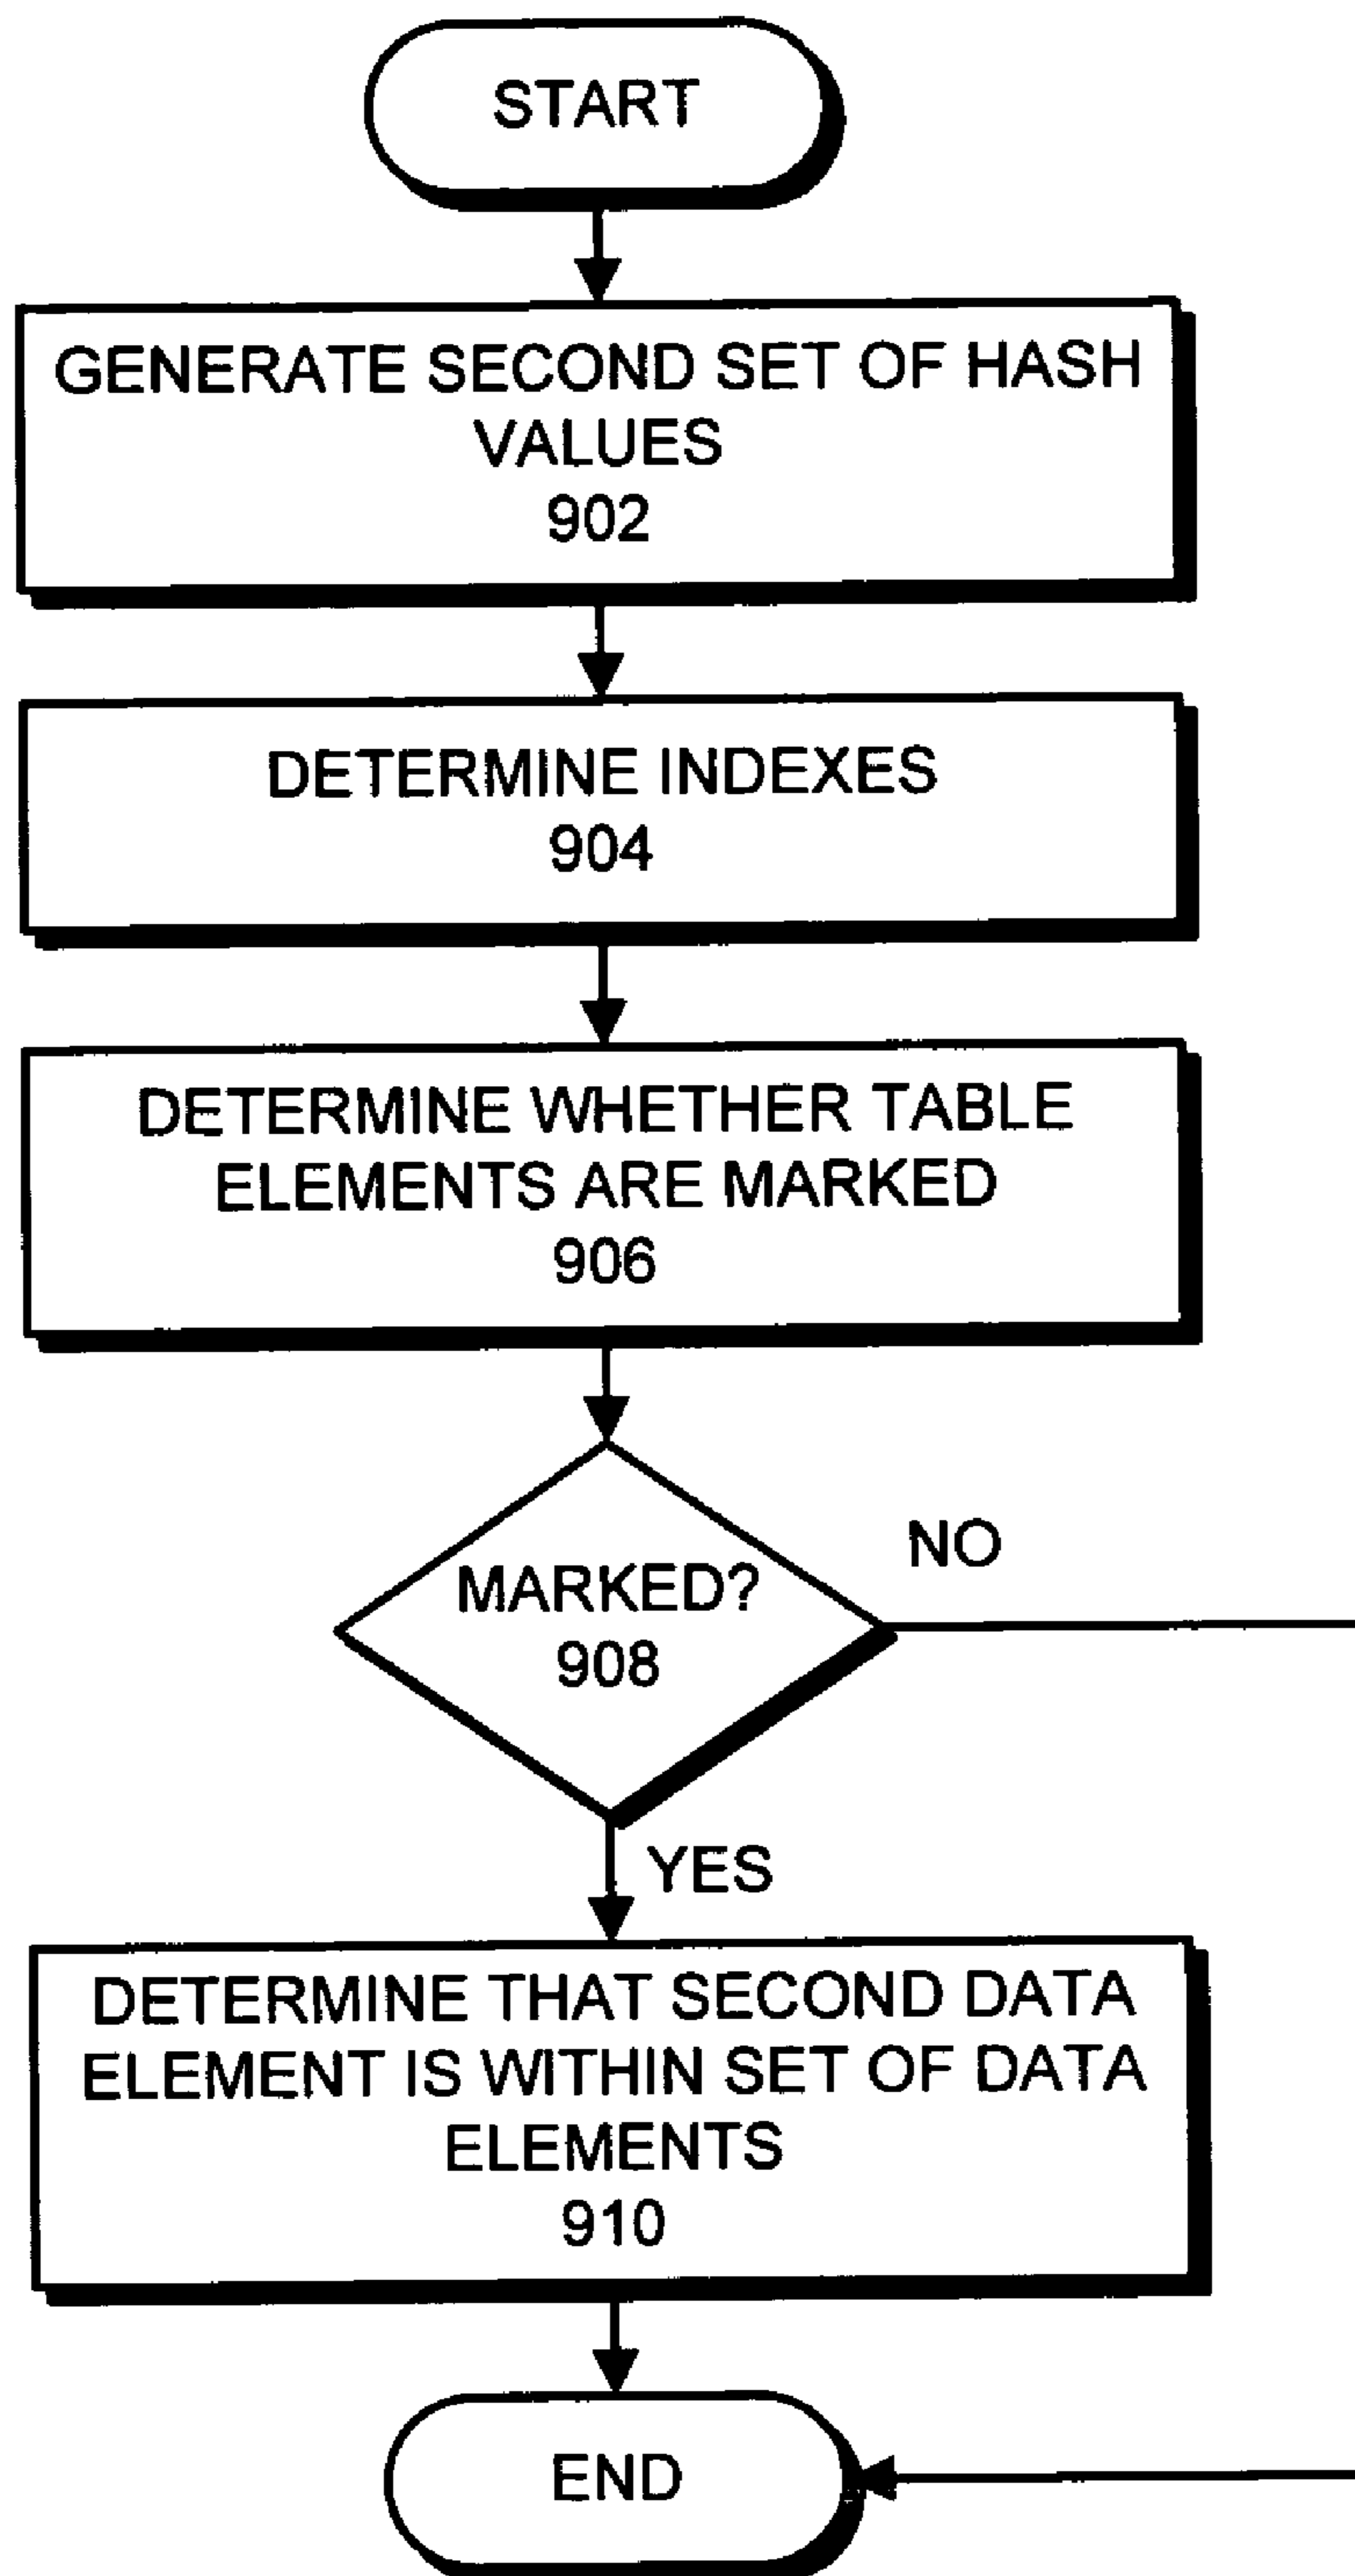 START
GENERATE SECOND SET OF HASH
VALUES
902
DETERMINE INDEXES
904
DETERMINE WHETHER TABLE
ELEMENTS ARE MARKED
906
MARKED?
908
NO
YES
DETERMINE THAT SECOND DATA
ELEMENT IS WITHIN SET OF DATA
ELEMENTS
910
END